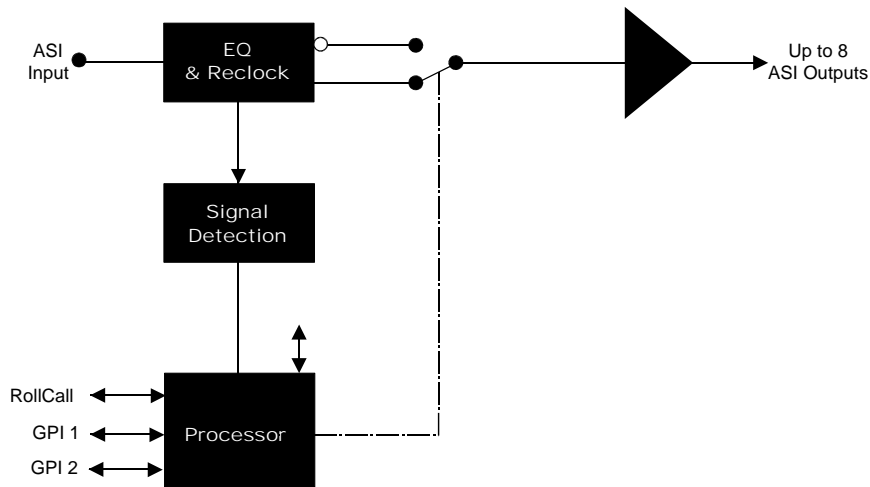 ASI
Input
EQ
& Reclock
Up to 8
ASI Outputs
Signal
Detection
RollCall
GPI 1
GPI 2
Processor